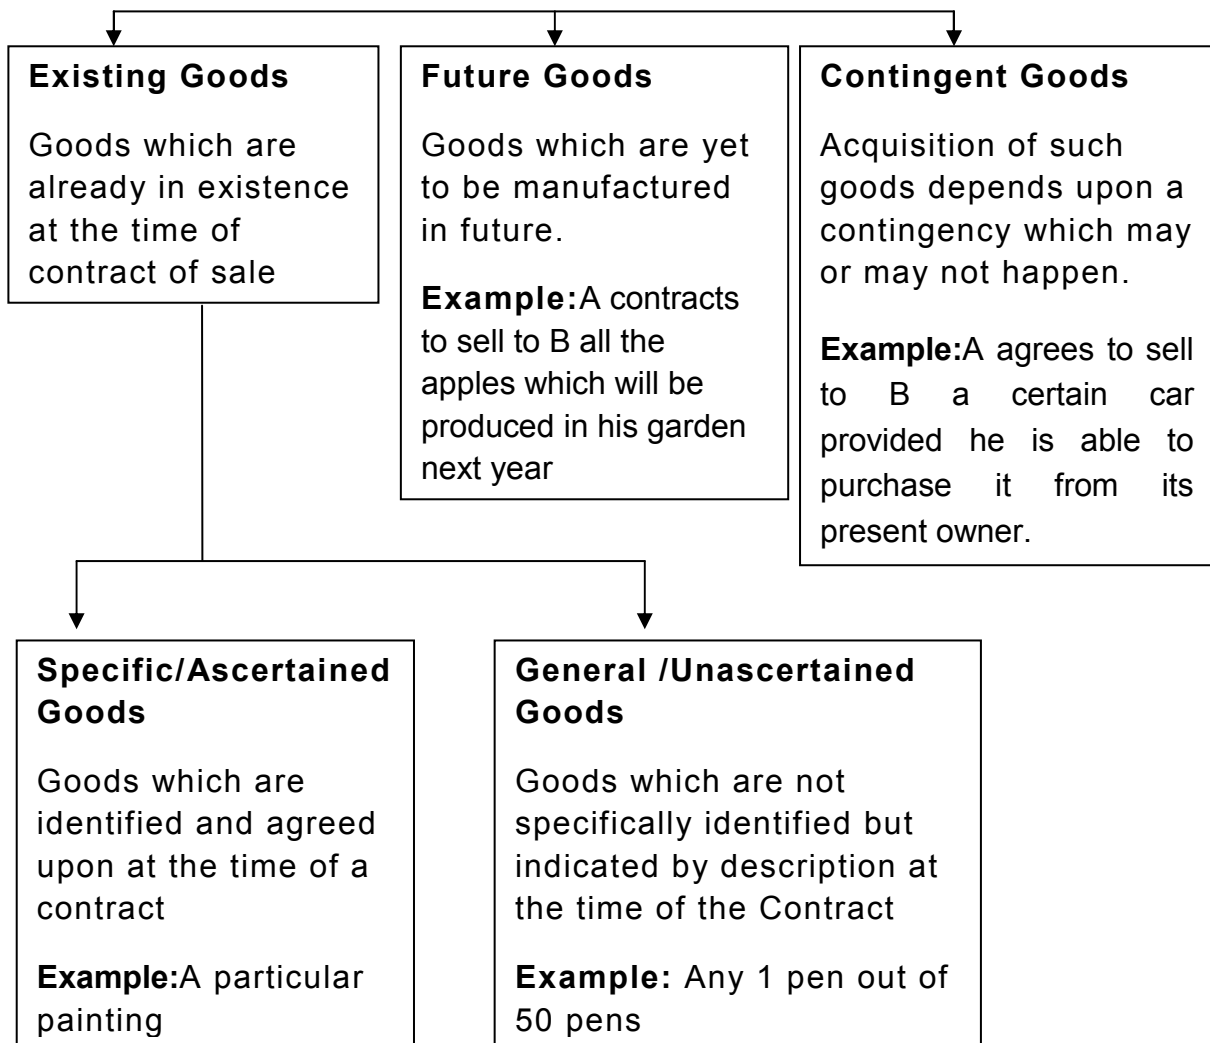 Existing Goods
Goods which are
already in existence
at the time of
contract of sale
Future Goods
Goods which are yet
to be manufactured
in future.
Example:A contracts
to sell to B all the
apples which will be
produced in his garden
next year
Contingent Goods
Acquisition of such
goods depends upon a
contingency which may
or may not happen.
Example:A agrees to sell
to B a certain car
provided he is able to
purchase it from its
present owner.
Specific/Ascertained
Goods
Goods which are
identified and agreed
upon at the time of a
contract
Example:A particular
painting
General /Unascertained
Goods
Goods which are not
specifically identified but
indicated by description at
the time of the Contract
Example: Any 1 pen out of
50 pens